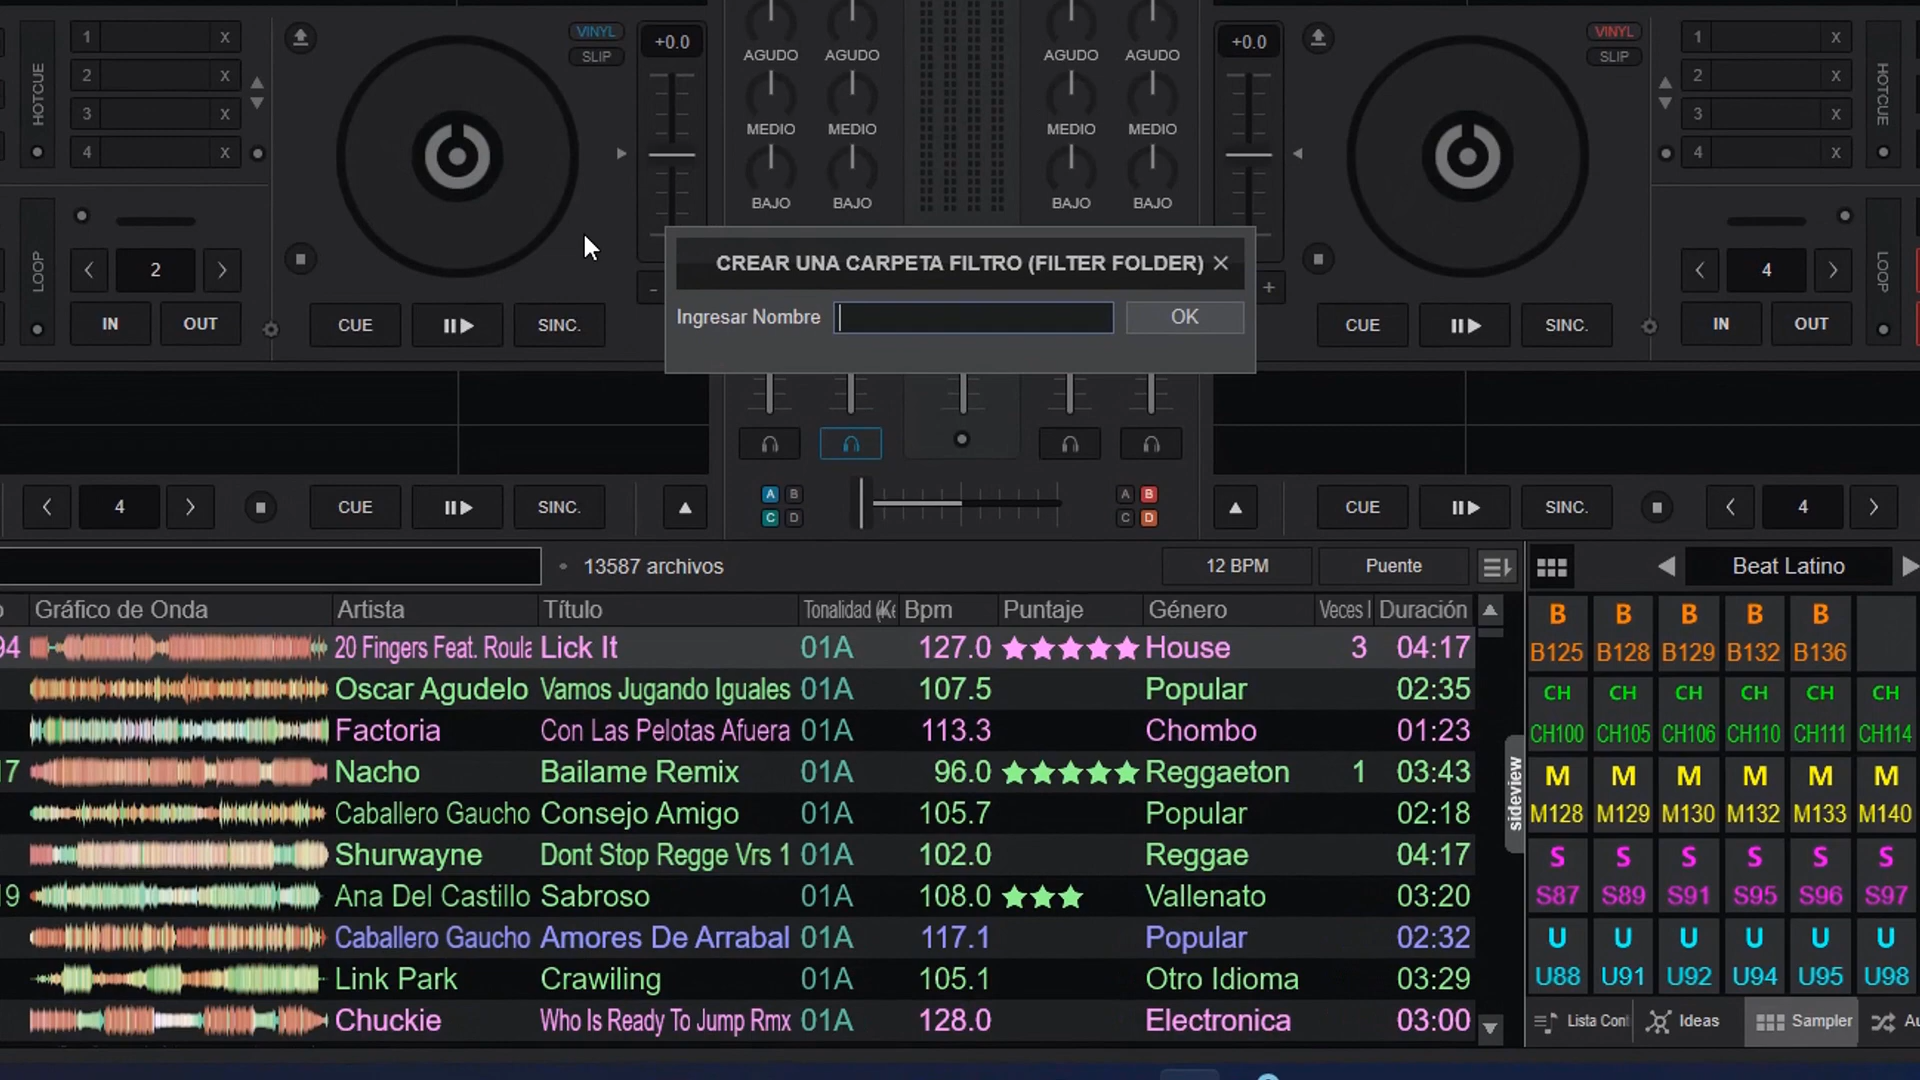 1 X VINYL +0.0 AGUDO AGUDO AGUDO AGUDO +0.0 VINYL 1 X
2 X SLIP SLIP 2 X
HOTCUE 3 X MEDIO MEDIO MEDIO MEDIO 3 X HOTCUE
4 X BAJO BAJO BAJO BAJO 4 X
CREAR UNA CARPETA FILTRO (FILTER FOLDER)
Ingresar Nombre OK
LOOP 2 - + 4 LOOP
IN OUT CUE SINC. CUE SINC. IN OUT
4 CUE SINC. A B A B CUE SINC. 4
C D C D
13587 archivos 12 BPM Puente Beat Latino
Gráfico de Onda Artista Título Tonalidad (Ke Bpm Puntaje Género Veces Duración
94 20 Fingers Feat. Roula Lick It 01A 127.0 ★★★★★ House 3 04:17
Oscar Agudelo Vamos Jugando Iguales 01A 107.5 Popular 02:35
Factoria Con Las Pelotas Afuera 01A 113.3 Chombo 01:23
17 Nacho Bailame Remix 01A 96.0 ★★★★★ Reggaeton 1 03:43
Caballero Gaucho Consejo Amigo 01A 105.7 Popular 02:18
Shurwayne Dont Stop Regge Vrs 1 01A 102.0 Reggae 04:17
19 Ana Del Castillo Sabroso 01A 108.0 ★★★ Vallenato 03:20
Caballero Gaucho Amores De Arrabal 01A 117.1 Popular 02:32
Link Park Crawiling 01A 105.1 Otro Idioma 03:29
Chuckie Who Is Ready To Jump Rmx 01A 128.0 Electronica 03:00
sideview
B B B B B
B125 B128 B129 B132 B136
CH CH CH CH CH CH
CH100 CH105 CH106 CH110 CH111 CH114
M M M M M M
M128 M129 M130 M132 M133 M140
S S S S S S
S87 S89 S91 S95 S96 S97
U U U U U U
U88 U91 U92 U94 U95 U98
Lista Con Ideas Sampler Au